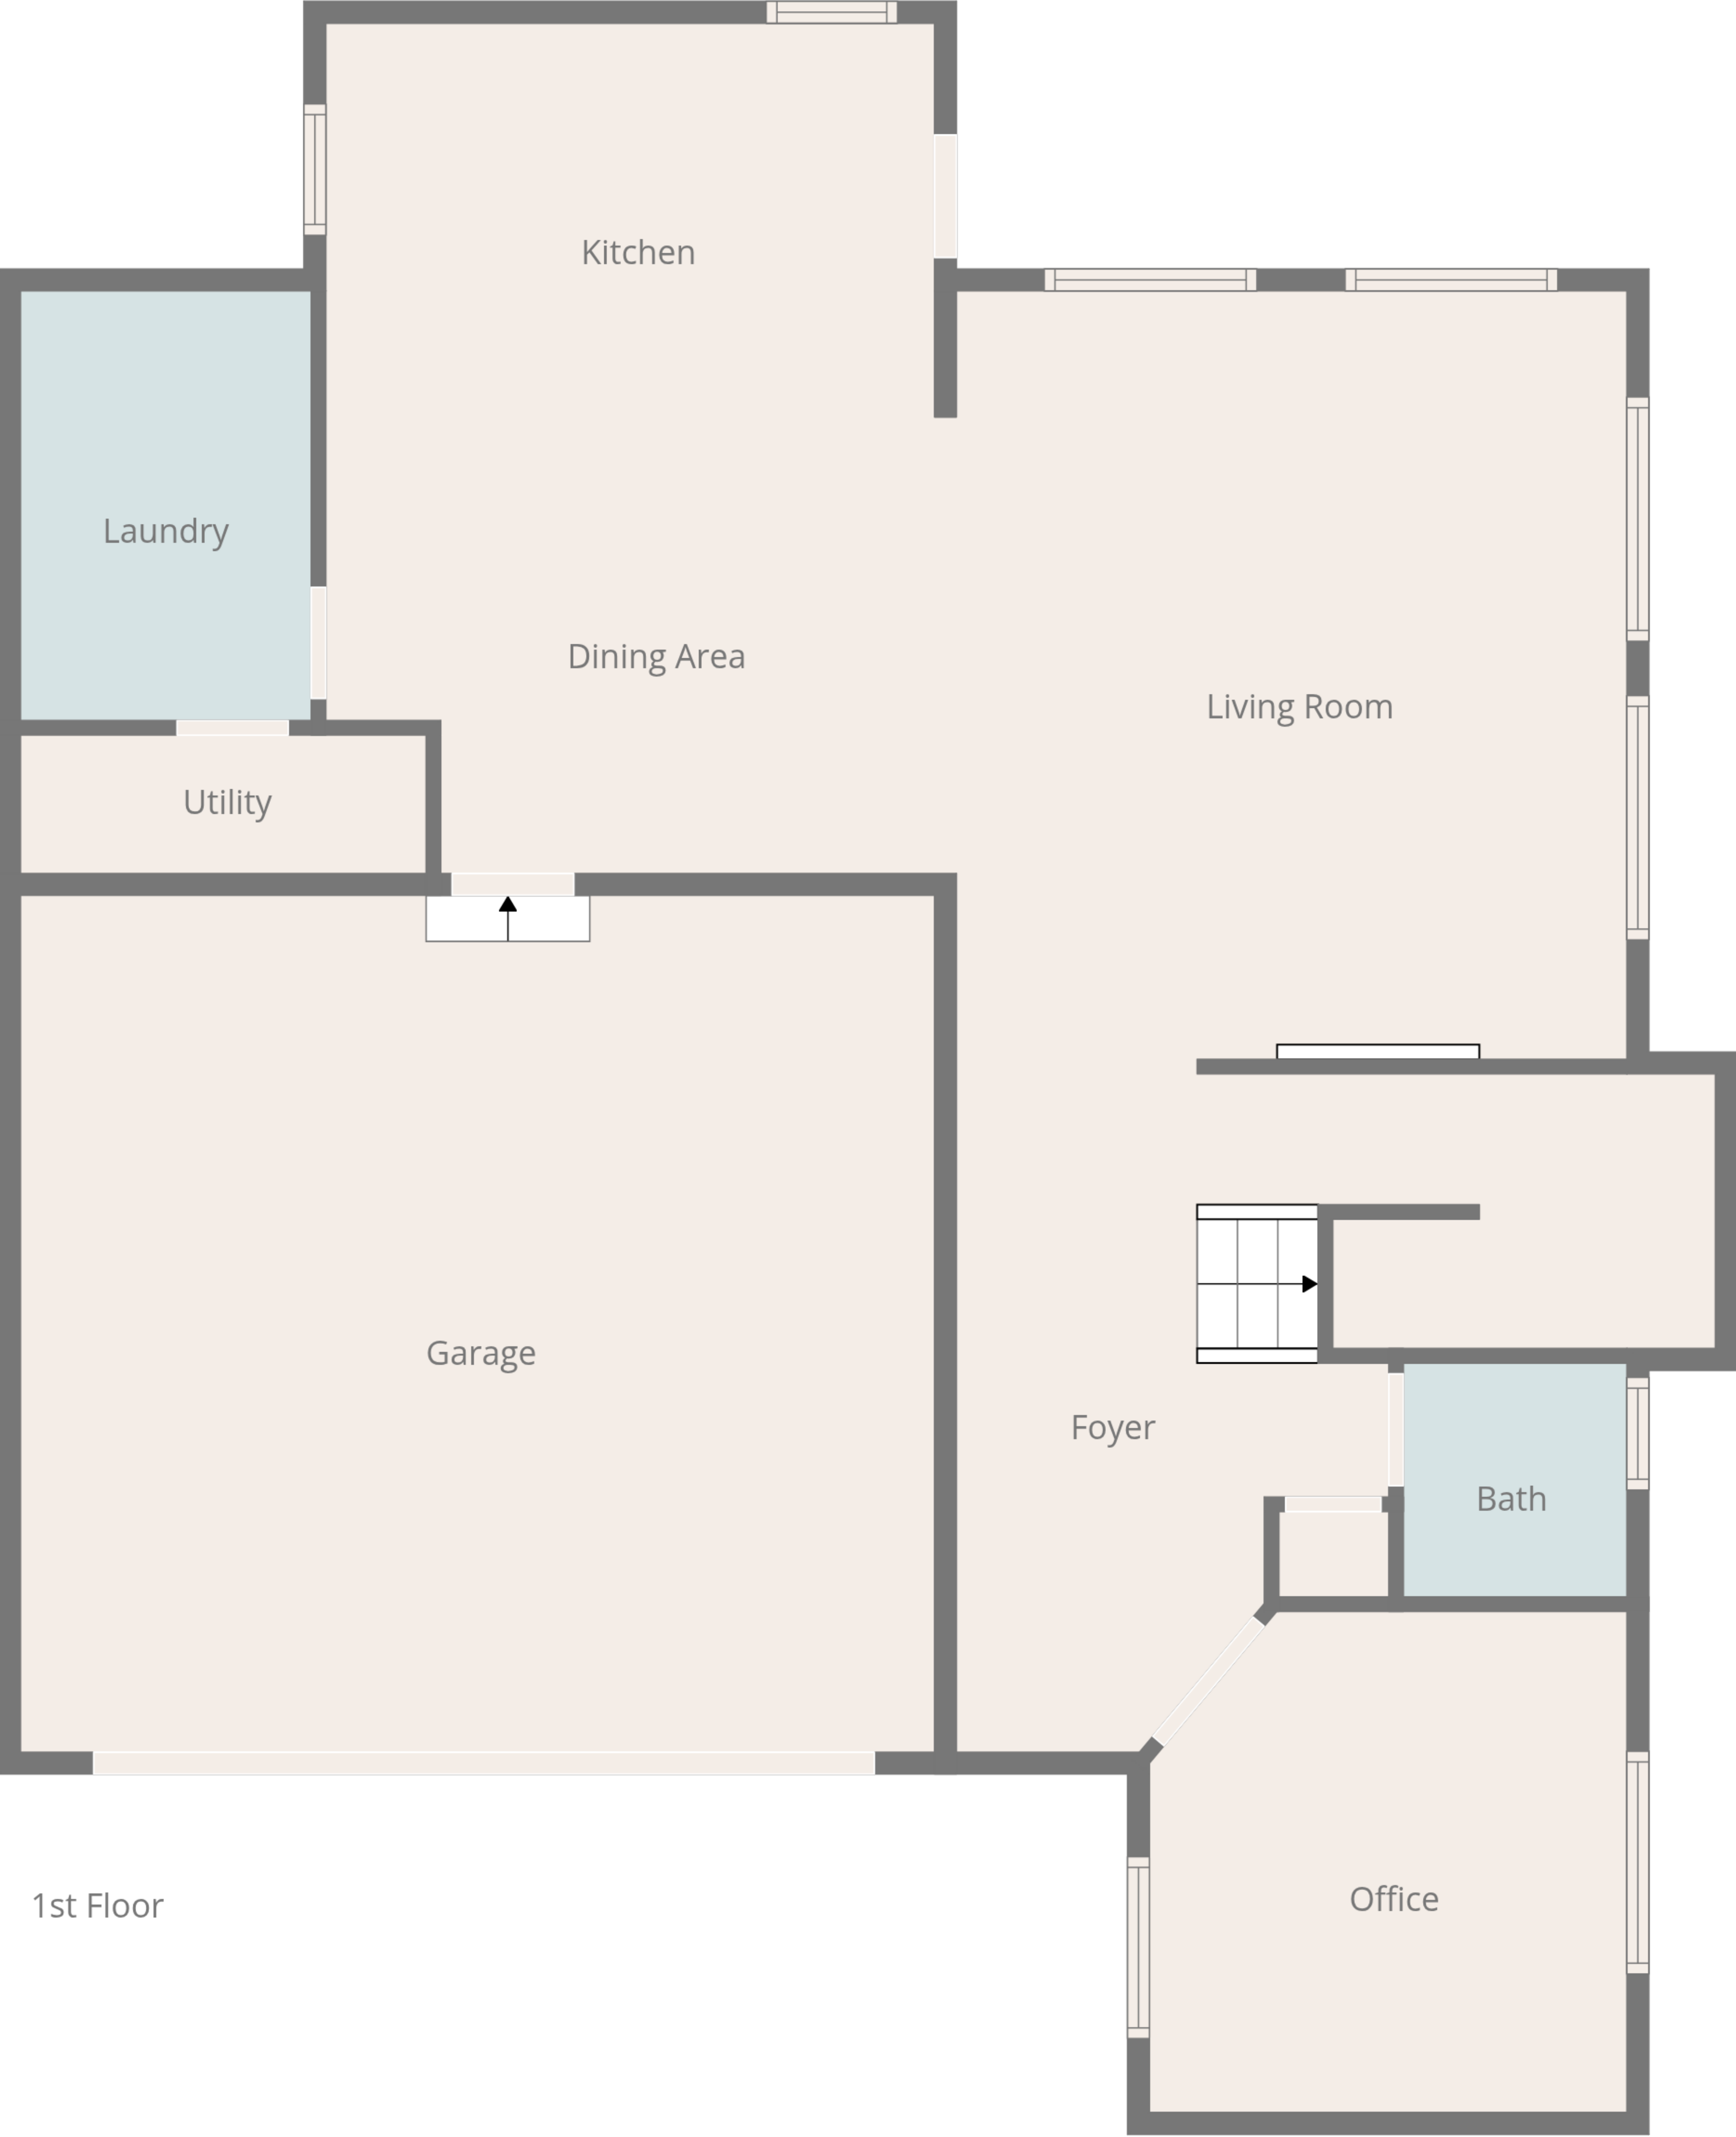 Kitchen
Laundry
Dining Area
Living Room
Utility
Garage
Foyer
Bath
Office
1st Floor